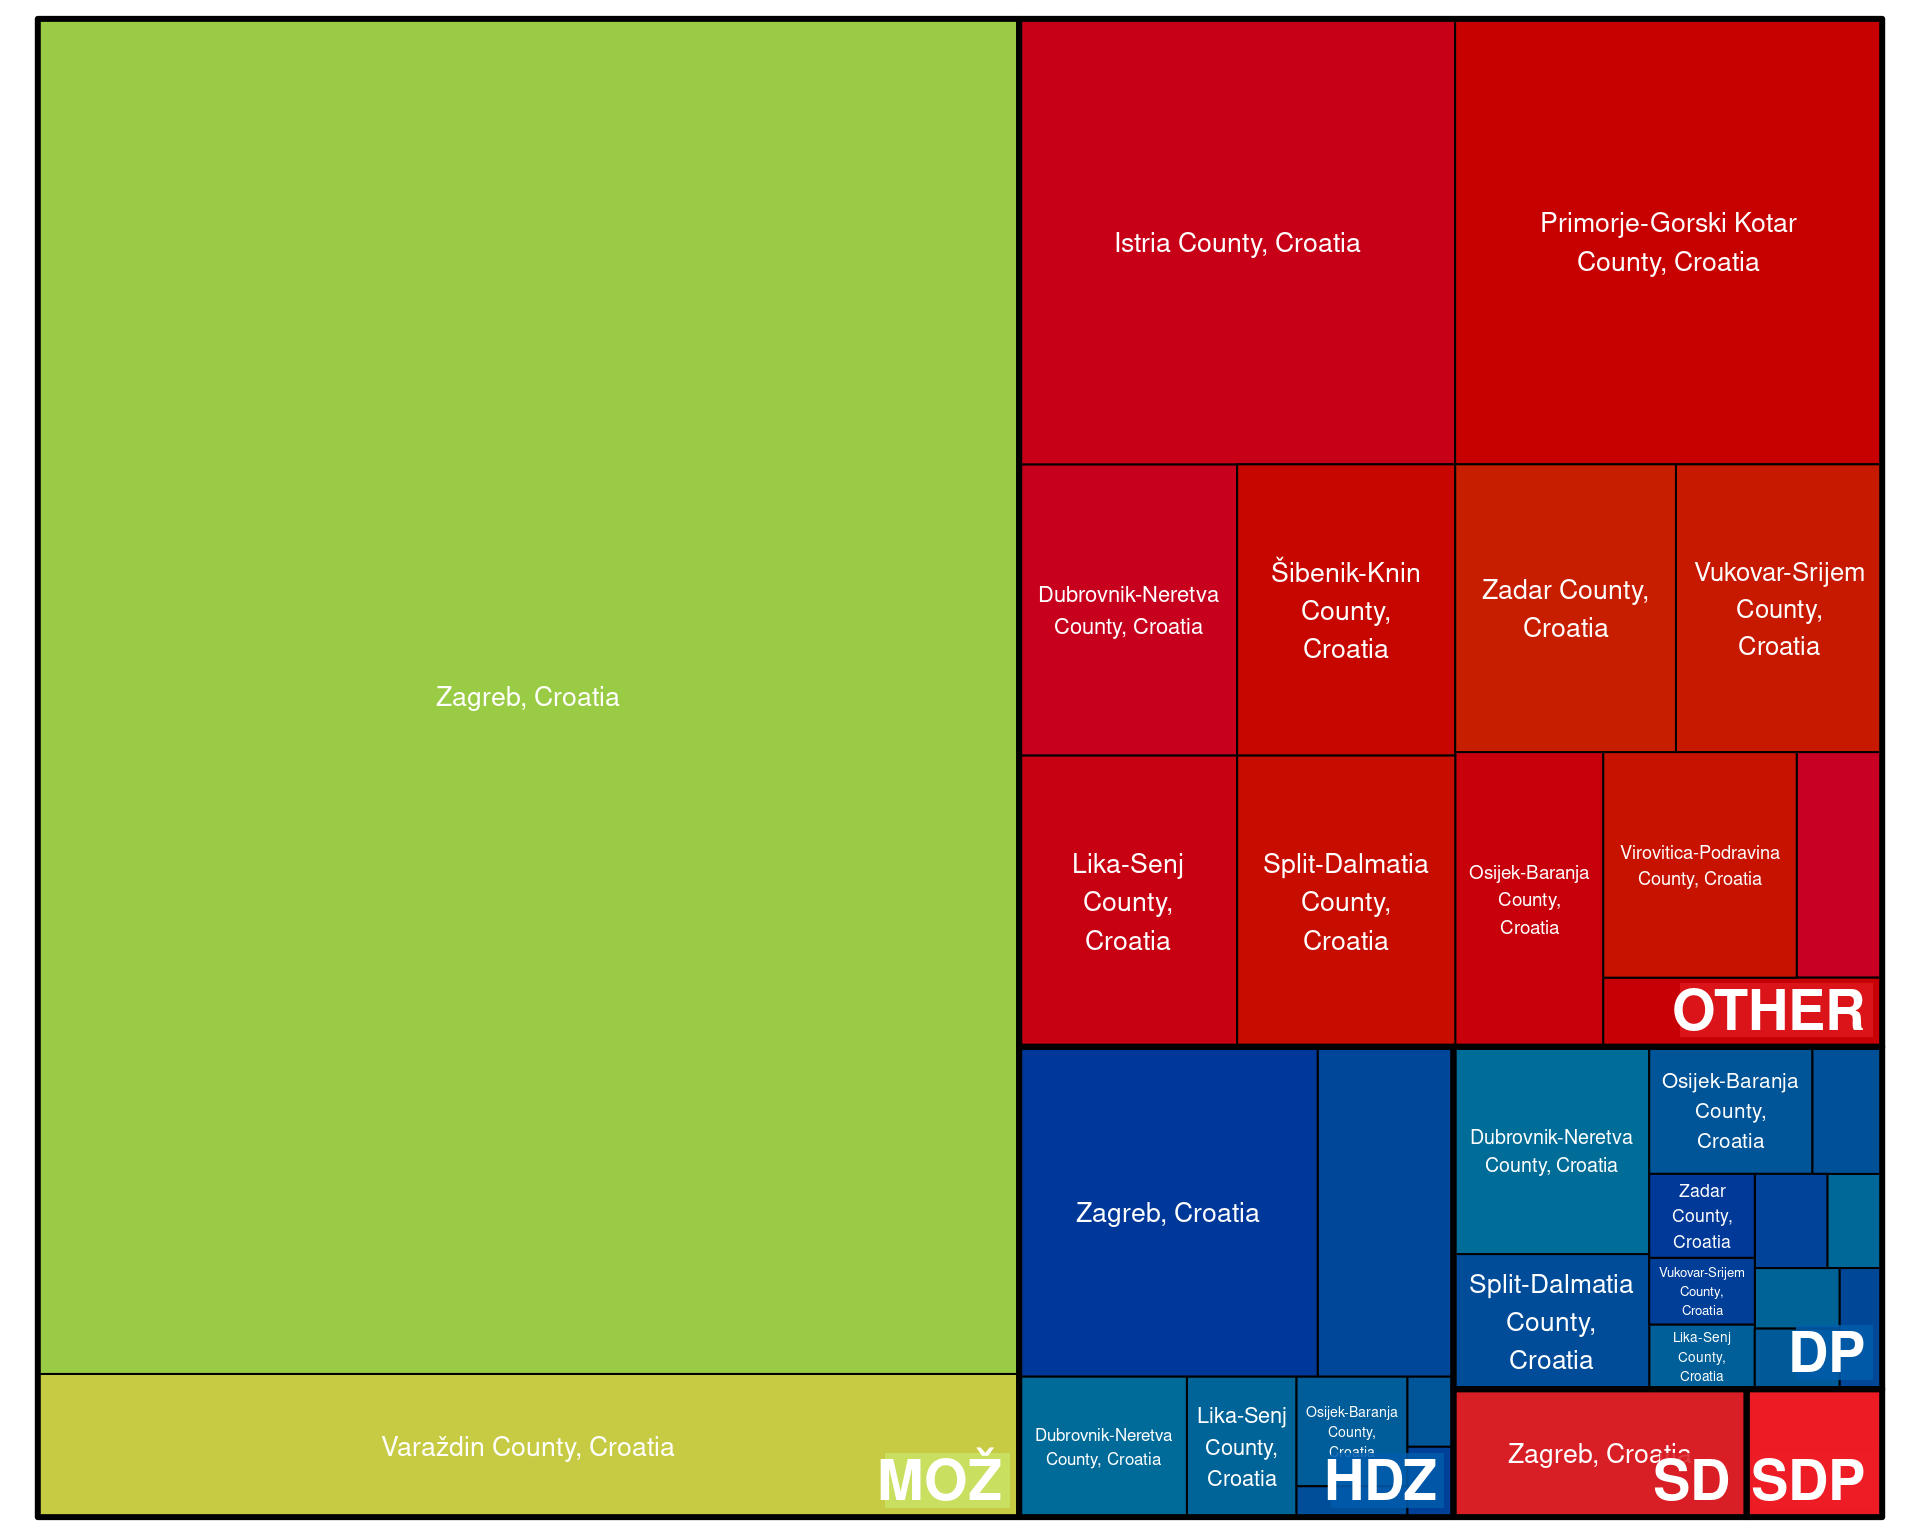 Zagreb, Croatia
Varaždin County, Croatia
MOŽ
Istria County, Croatia
Primorje-Gorski Kotar
County, Croatia
Dubrovnik-Neretva
County, Croatia
Šibenik-Knin
County,
Croatia
Zadar County,
Croatia
Vukovar-Srijem
County,
Croatia
Lika-Senj
County,
Croatia
Split-Dalmatia
County,
Croatia
Osijek-Baranja
County,
Croatia
Virovitica-Podravina
County, Croatia
OTHER
Zagreb, Croatia
Dubrovnik-Neretva
County, Croatia
Lika-Senj
County,
Croatia
Osijek-Baranja
County,
Croatia
HDZ
Dubrovnik-Neretva
County, Croatia
Osijek-Baranja
County,
Croatia
Split-Dalmatia
County,
Croatia
Zadar
County,
Croatia
Vukovar-Srijem
County,
Croatia
Lika-Senj
County,
Croatia
DP
Zagreb, Croatia
SD
SDP